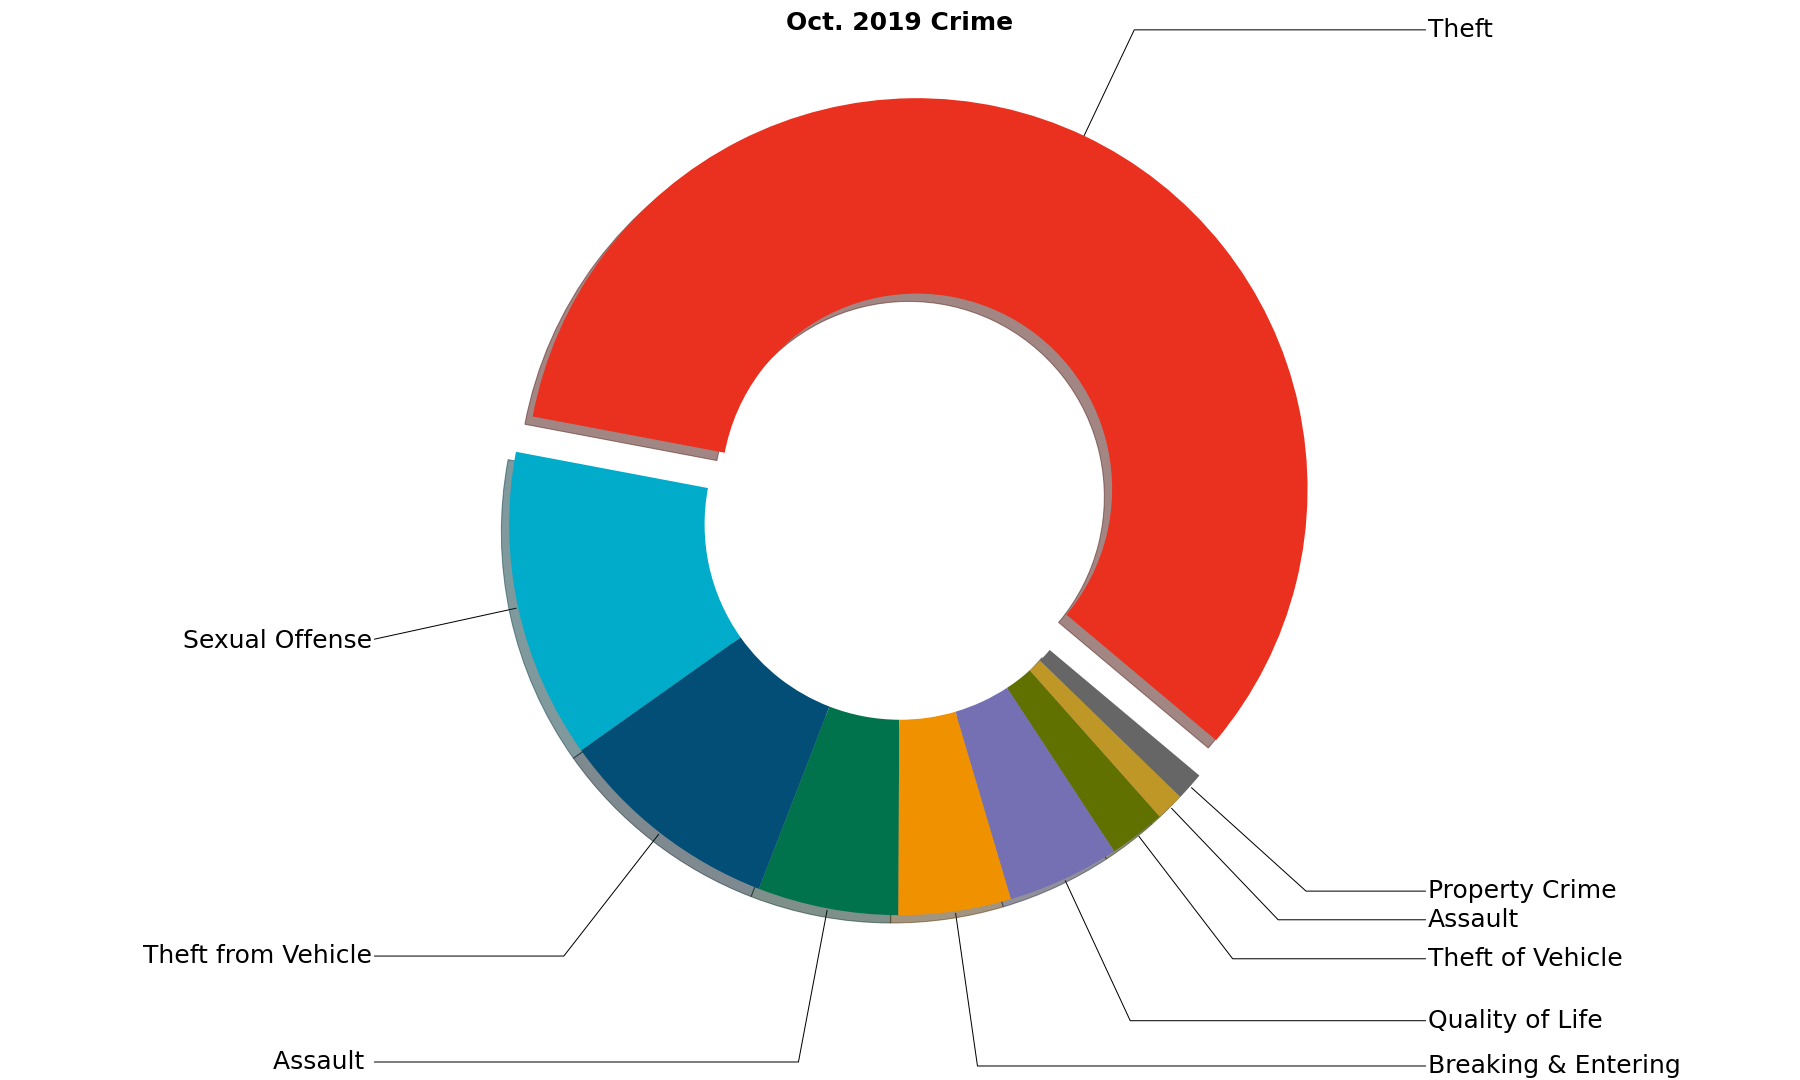 Oct. 2019 Crime
Theft
Sexual Offense
Property Crime
Assault
Theft from Vehicle
Theft of Vehicle
Quality of Life
Assault
Breaking & Entering